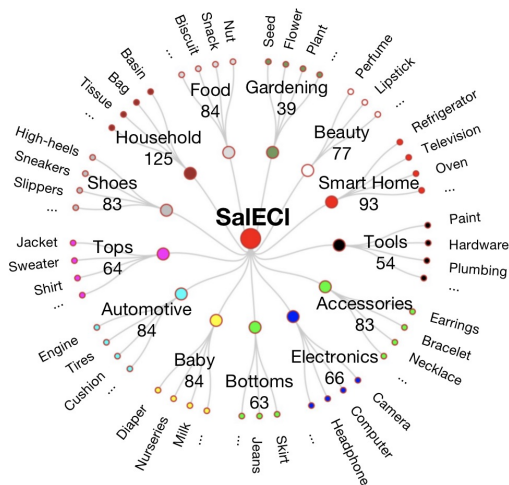 SalECI
Food
84
Biscuit
Snack
Nut
...
Gardening
39
Seed
Flower
Plant
...
Beauty
77
Perfume
Lipstick
...
Smart Home
93
Refrigerator
Television
Oven
...
Tools
54
Paint
Hardware
Plumbing
...
Accessories
83
Earrings
Bracelet
Necklace
...
Electronics
66
Camera
Computer
Headphone
...
Bottoms
63
Skirt
Jeans
...
Baby
84
Diaper
Nurseries
Milk
...
Automotive
84
Engine
Tires
Cushion
...
Tops
64
Jacket
Sweater
Shirt
...
Shoes
83
High-heels
Sneakers
Slippers
...
Household
125
Basin
Bag
Tissue
...